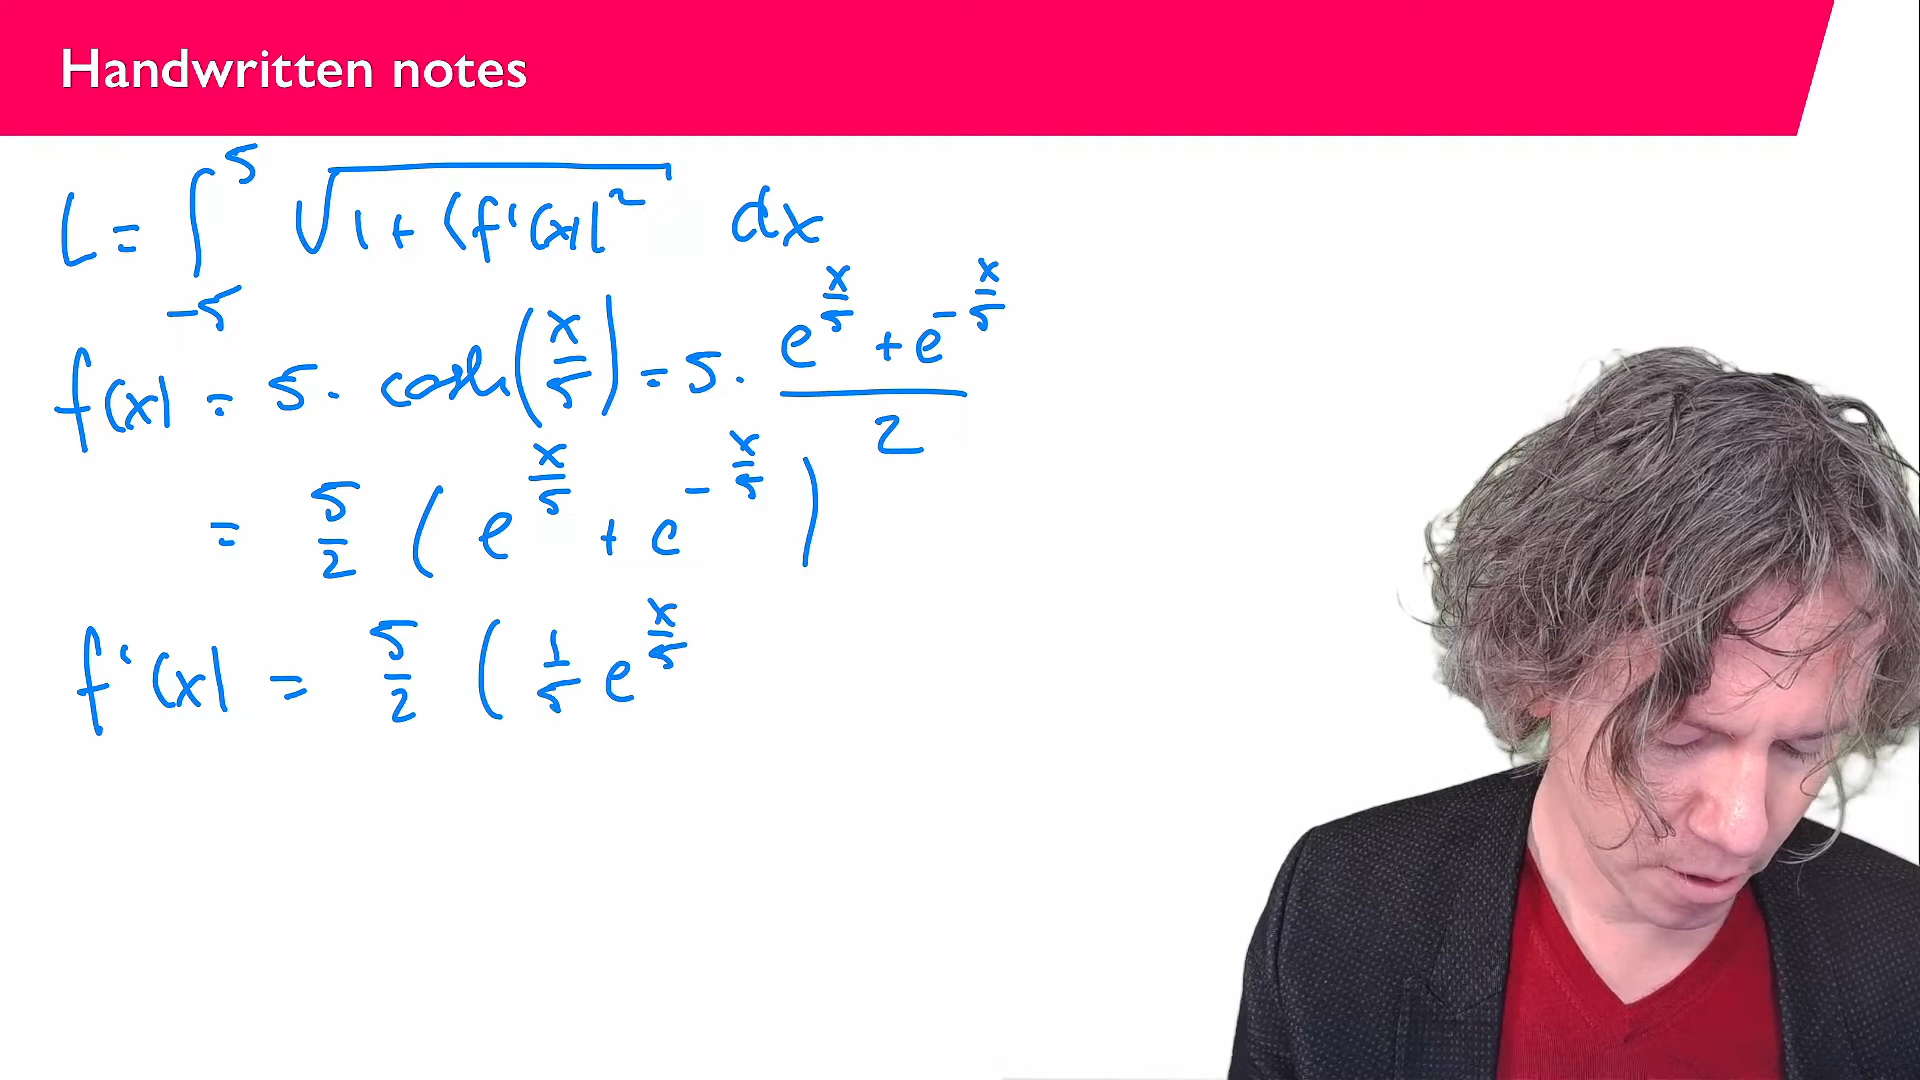 Handwritten notes
L = ∫_{-5}^{5} √(1 + (f'(x))²) dx
f(x) = 5 · cosh(x/5) = 5 · (e^{x/5} + e^{-x/5})/2
= 5/2 (e^{x/5} + e^{-x/5})
f'(x) = 5/2 (1/5 e^{x/5}